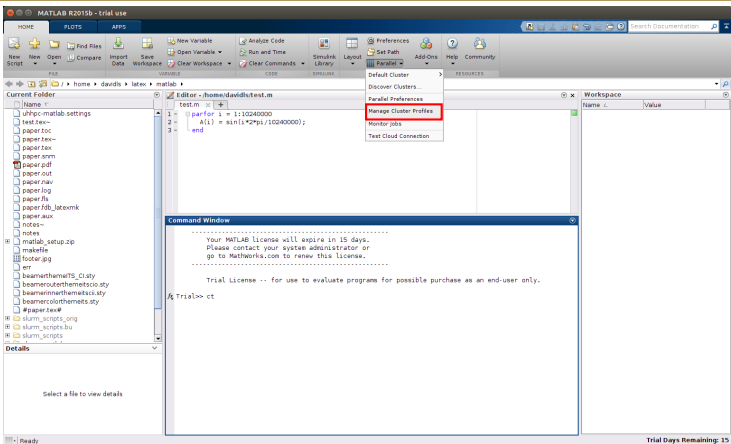 MATLAB R2015b - trial use
HOME PLOTS APPS
Search Documentation
New Script
New
Open
Find Files
Compare
Import Data
Save Workspace
New Variable
Open Variable
Clear Workspace
Analyze Code
Run and Time
Clear Commands
Simulink Library
Layout
Preferences
Set Path
Parallel
Add-Ons
Help
Community
FILE VARIABLE CODE SIMULINK RESOURCES
Default Cluster
Discover Clusters...
Parallel Preferences
Manage Cluster Profiles
Monitor Jobs
Test Cloud Connection
/ home davidls latex matlab
Current Folder
Name
uhhpc-matlab.settings
test.tex~
paper.toc
paper.tex~
paper.tex
paper.snm
paper.pdf
paper.out
paper.nav
paper.log
paper.fls
paper.fdb_latexmk
paper.aux
notes~
notes
matlab_setup.zip
makefile
footer.jpg
err
beamerthemeITS_CI.sty
beamerouterthemeitscio.sty
beamerinnerthemeitscii.sty
beamercolorthemeits.sty
#paper.tex#
slurm_scripts_orig
slurm_scripts.bu
slurm_scripts
Details
Select a file to view details
Editor - /home/davidls/test.m
test.m +
1 - parfor i = 1:10240000
2 - A(i) = sin(i*2*pi/10240000);
3 - end
Command Window
Your MATLAB license will expire in 15 days.
Please contact your system administrator or
go to MathWorks.com to renew this license.
Trial License -- for use to evaluate programs for possible purchase as an end-user only.
fx Trial>> ct
Workspace
Name Value
Ready
Trial Days Remaining: 15